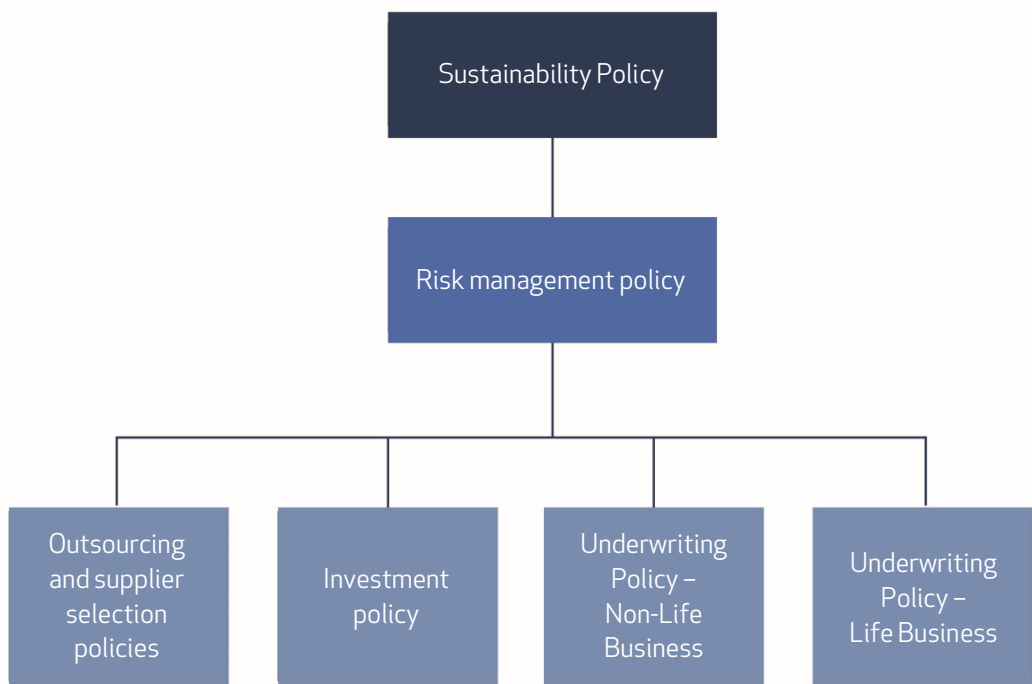 Sustainability Policy
Risk management policy
Outsourcing
and supplier
selection
policies
Investment
policy
Underwriting
Policy –
Non-Life
Business
Underwriting
Policy –
Life Business